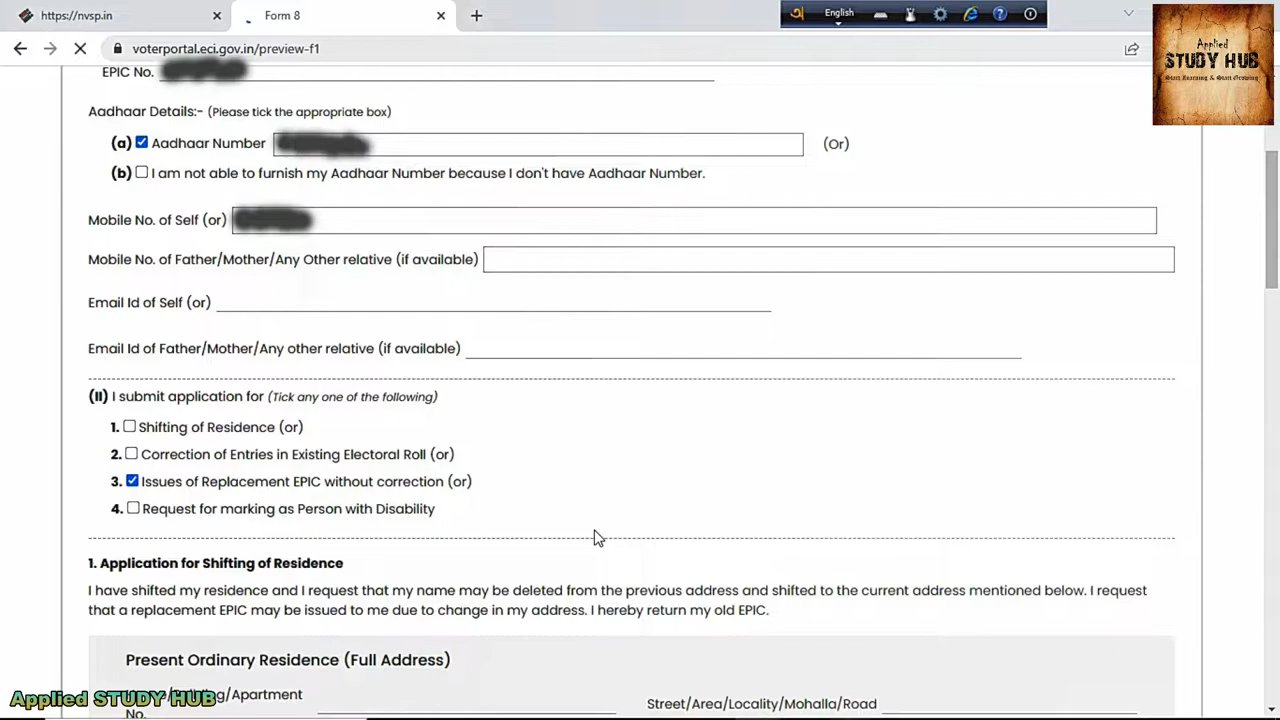 https://nvsp.in
Form 8
English
voterportal.eci.gov.in/preview-f1
Applied
STUDY HUB
Start Learning & Start Growing
EPIC No.
Aadhaar Details:- (Please tick the appropriate box)
(a) Aadhaar Number (Or)
(b) I am not able to furnish my Aadhaar Number because I don't have Aadhaar Number.
Mobile No. of Self (or)
Mobile No. of Father/Mother/Any Other relative (if available)
Email Id of Self (or)
Email Id of Father/Mother/Any other relative (if available)
(II) I submit application for (Tick any one of the following)
1. Shifting of Residence (or)
2. Correction of Entries in Existing Electoral Roll (or)
3. Issues of Replacement EPIC without correction (or)
4. Request for marking as Person with Disability
1. Application for Shifting of Residence
I have shifted my residence and I request that my name may be deleted from the previous address and shifted to the current address mentioned below. I request
that a replacement EPIC may be issued to me due to change in my address. I hereby return my old EPIC.
Present Ordinary Residence (Full Address)
/Apartment
No.
Street/Area/Locality/Mohalla/Road
Applied STUDY HUB